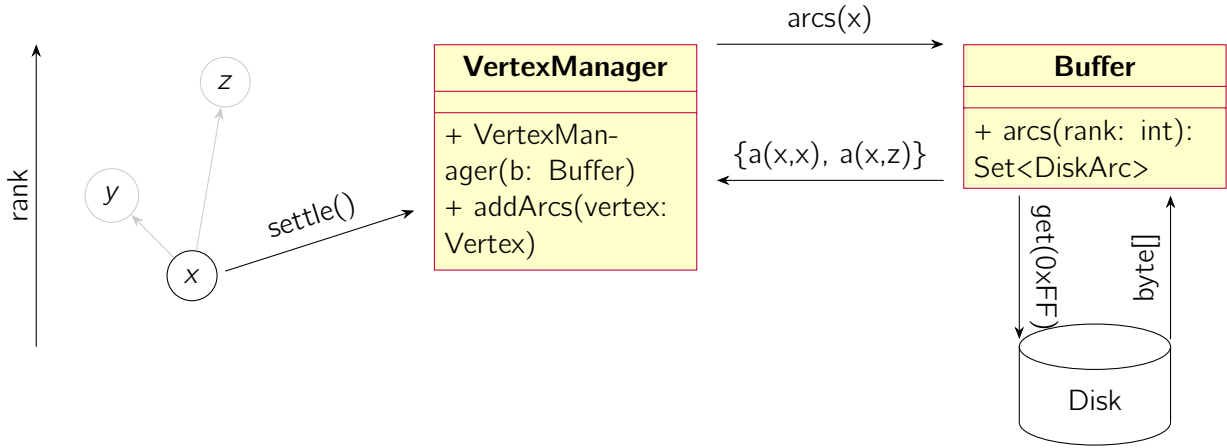 arcs(x)
VertexManager
Buffer
z
+ VertexMan-
ager(b: Buffer)
+ addArcs(vertex:
Vertex)
+ arcs(rank: int):
Set<DiskArc>
{a(x,x), a(x,z)}
rank
y
settle()
x
get(0xFF)
byte[]
Disk